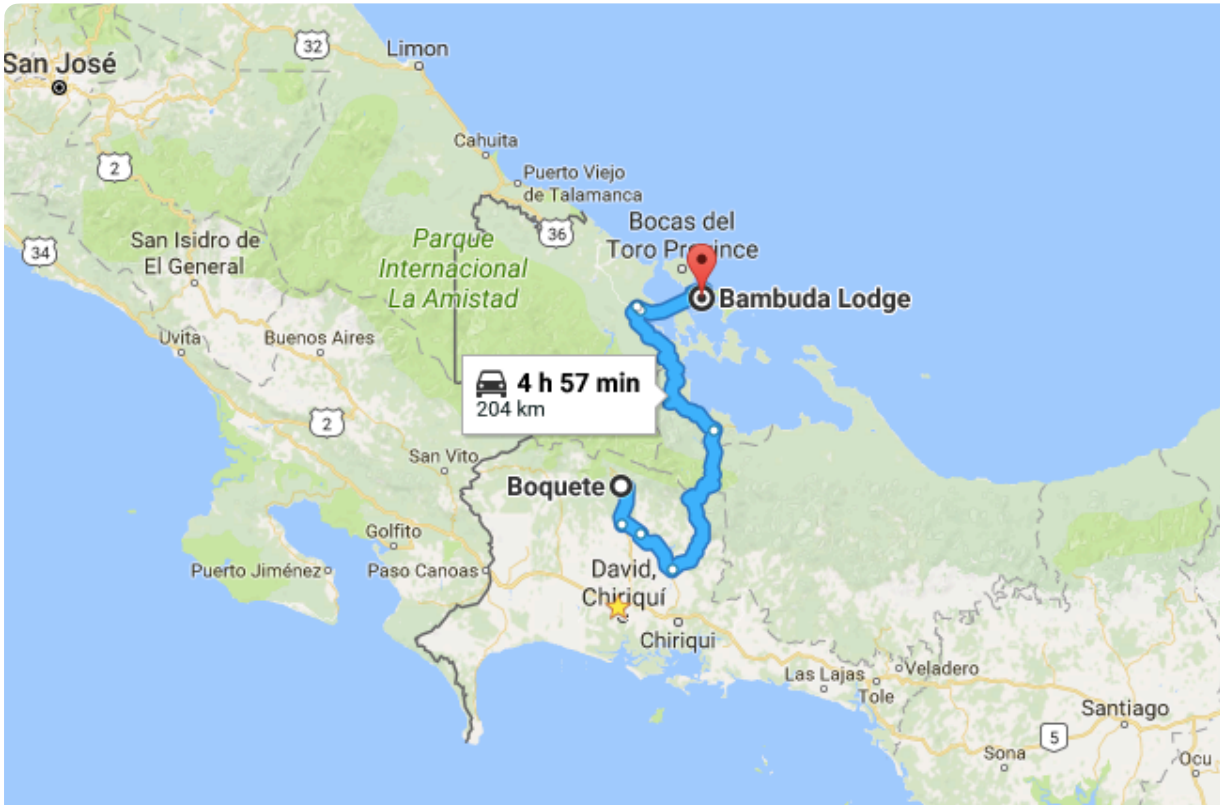 32
Limon
San José
Cahuita
2
Puerto Viejo
de Talamanca
36
Bocas del
Toro Province
34
San Isidro de
El General
Parque
Internacional
La Amistad
Bambuda Lodge
Uvita
Buenos Aires
4 h 57 min
204 km
2
San Vito
Boquete
Golfito
Puerto Jiménez
Paso Canoas
David,
Chiriquí
Chiriqui
Las Lajas
Veladero
Tole
Santiago
5
Sona
Ocu